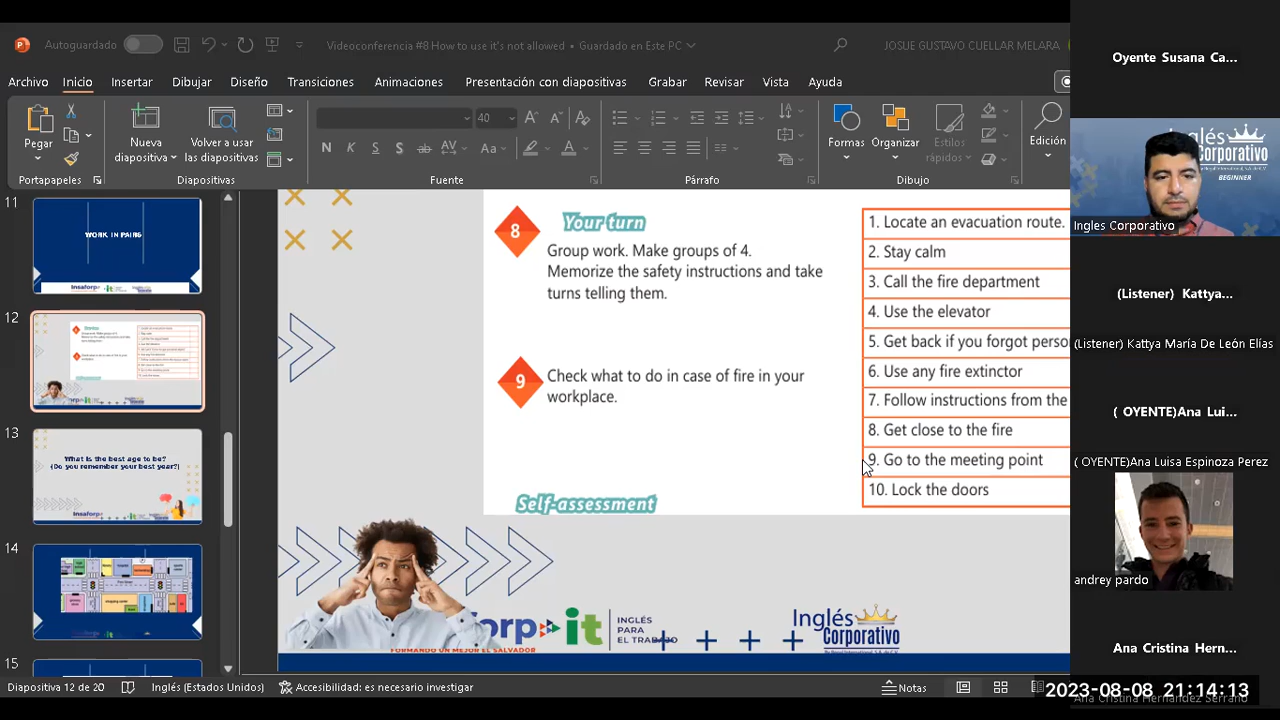 Autoguardado
Videoconferencia #8 How to use it's not allowed • Guardado en Este PC
JOSUE GUSTAVO CUELLAR MELARA
Archivo Inicio Insertar Dibujar Diseño Transiciones Animaciones Presentación con diapositivas Grabar Revisar Vista Ayuda
Pegar
Nueva diapositiva
Volver a usar las diapositivas
40
N K S ab AV Aa A
Formas
Organizar
Estilos rápidos
Edición
Portapapeles
Diapositivas
Fuente
Párrafo
Dibujo
11
WORK IN PAIRS
12
13
What is the best age to be?
(Do you remember your best year?)
14
15
8
Your turn
Group work. Make groups of 4.
Memorize the safety instructions and take
turns telling them.
9
Check what to do in case of fire in your
workplace.
Self-assessment
1. Locate an evacuation route.
2. Stay calm
3. Call the fire department
4. Use the elevator
5. Get back if you forgot perso
6. Use any fire extinctor
7. Follow instructions from the
8. Get close to the fire
9. Go to the meeting point
10. Lock the doors
orp it
INGLÉS
PARA
EL TRABAJO
FORMANDO UN MEJOR EL SALVADOR
Inglés
Corporativo
Diapositiva 12 de 20
Inglés (Estados Unidos)
Accesibilidad: es necesario investigar
Notas
Oyente Susana Ca...
Inglés
Corporativo
BEGINNER
Ingles Corporativo
(Listener) Kattya...
(Listener) Kattya María De León Elías
( OYENTE)Ana Lui...
( OYENTE)Ana Luisa Espinoza Perez
andrey pardo
Ana Cristina Hern...
Ana Cristina Hernández Serrano
2023-08-08 21:14:13